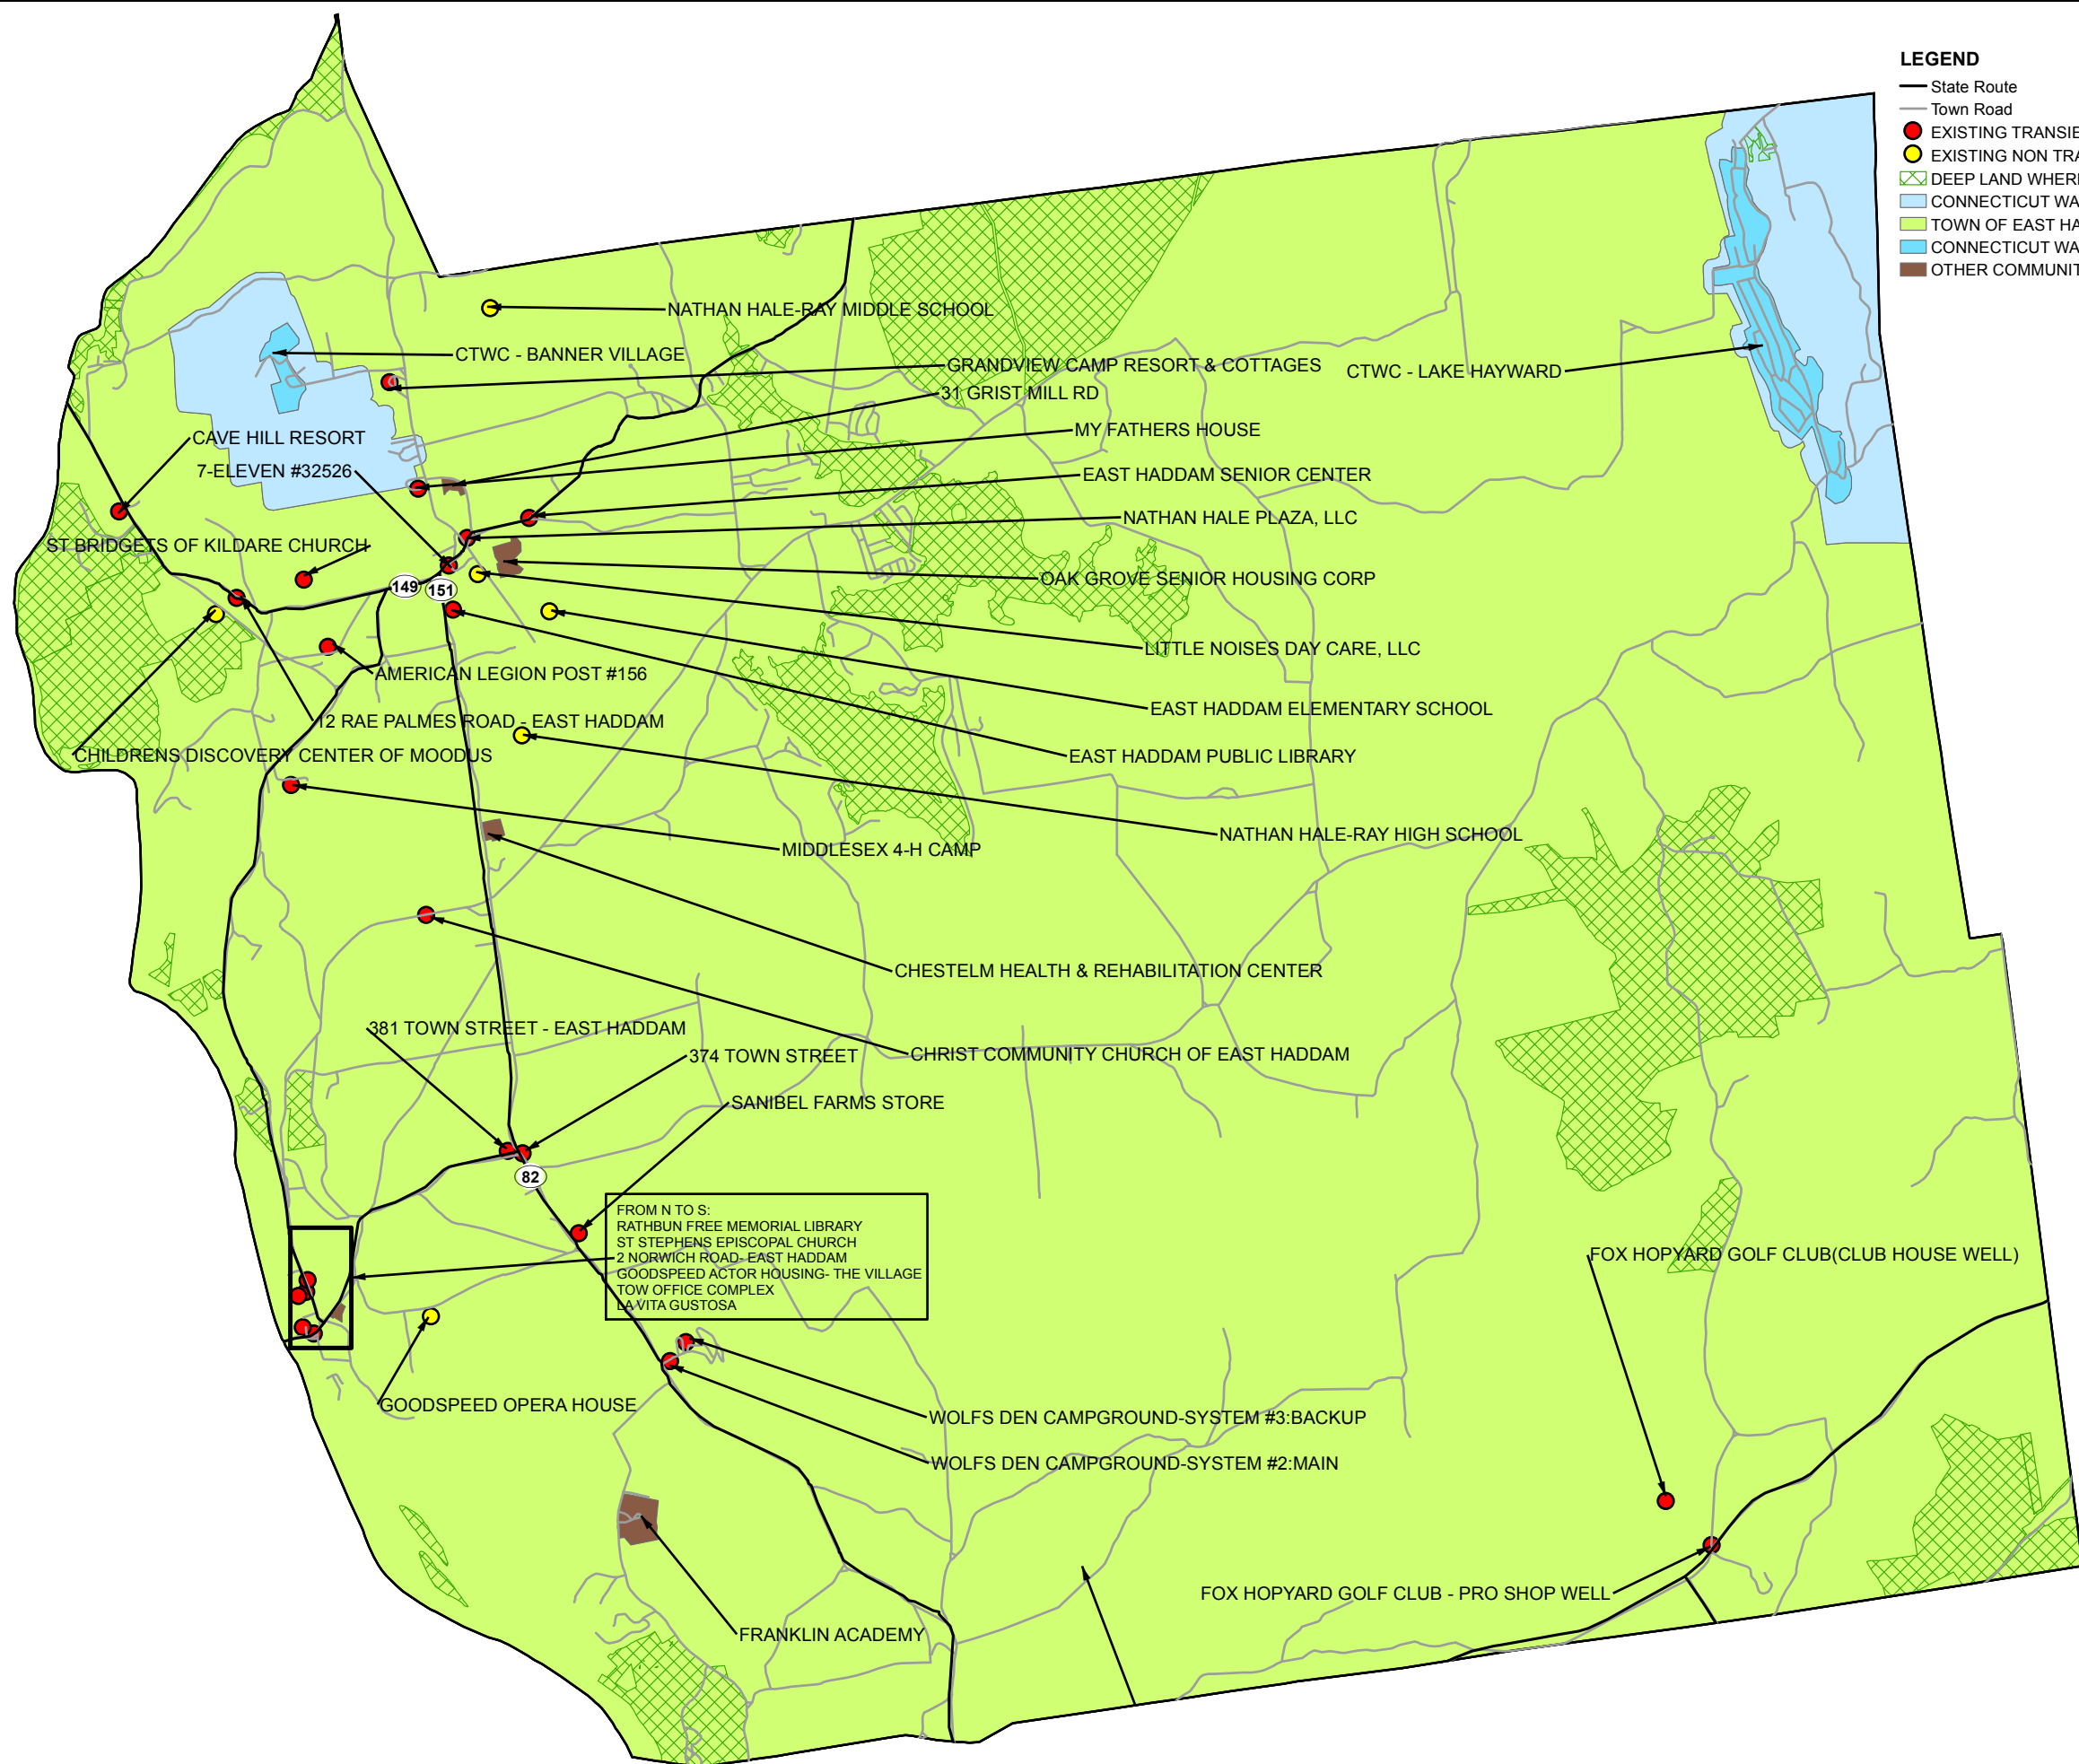 LEGEND
State Route
Town Road
EXISTING TRANSIE
EXISTING NON TRA
DEEP LAND WHERE
CONNECTICUT WA
TOWN OF EAST HA
CONNECTICUT WA
OTHER COMMUNIT
NATHAN HALE-RAY MIDDLE SCHOOL
CTWC - BANNER VILLAGE
GRANDVIEW CAMP RESORT & COTTAGES
CTWC - LAKE HAYWARD
31 GRIST MILL RD
MY FATHERS HOUSE
CAVE HILL RESORT
7-ELEVEN #32526
EAST HADDAM SENIOR CENTER
NATHAN HALE PLAZA, LLC
ST BRIDGETS OF KILDARE CHURCH
OAK GROVE SENIOR HOUSING CORP
149
151
LITTLE NOISES DAY CARE, LLC
AMERICAN LEGION POST #156
EAST HADDAM ELEMENTARY SCHOOL
12 RAE PALMES ROAD - EAST HADDAM
CHILDRENS DISCOVERY CENTER OF MOODUS
EAST HADDAM PUBLIC LIBRARY
NATHAN HALE-RAY HIGH SCHOOL
MIDDLESEX 4-H CAMP
CHESTELM HEALTH & REHABILITATION CENTER
381 TOWN STREET - EAST HADDAM
374 TOWN STREET
CHRIST COMMUNITY CHURCH OF EAST HADDAM
SANIBEL FARMS STORE
82
FROM N TO S:
RATHBUN FREE MEMORIAL LIBRARY
ST STEPHENS EPISCOPAL CHURCH
2 NORWICH ROAD- EAST HADDAM
GOODSPEED ACTOR HOUSING- THE VILLAGE
TOW OFFICE COMPLEX
LA VITA GUSTOSA
FOX HOPYARD GOLF CLUB(CLUB HOUSE WELL)
GOODSPEED OPERA HOUSE
WOLFS DEN CAMPGROUND-SYSTEM #3:BACKUP
WOLFS DEN CAMPGROUND-SYSTEM #2:MAIN
FOX HOPYARD GOLF CLUB - PRO SHOP WELL
FRANKLIN ACADEMY